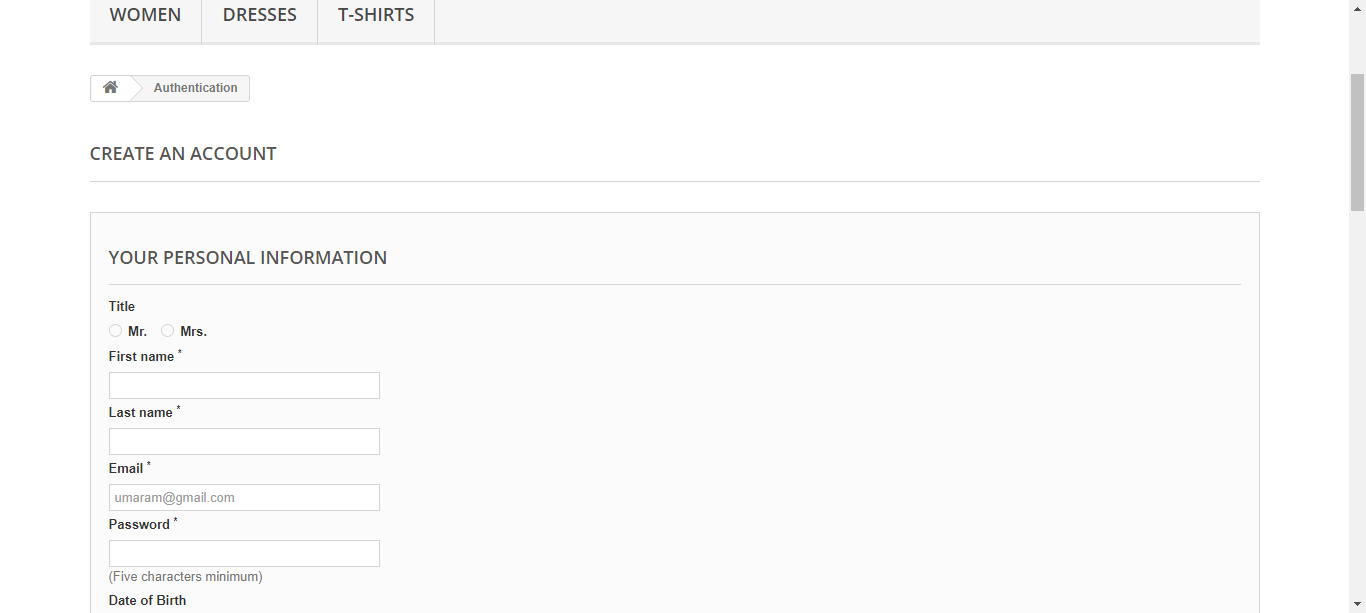 WOMEN DRESSES T-SHIRTS
Authentication
CREATE AN ACCOUNT
YOUR PERSONAL INFORMATION
Title
Mr. Mrs.
First name *
Last name *
Email *
umaram@gmail.com
Password *
(Five characters minimum)
Date of Birth